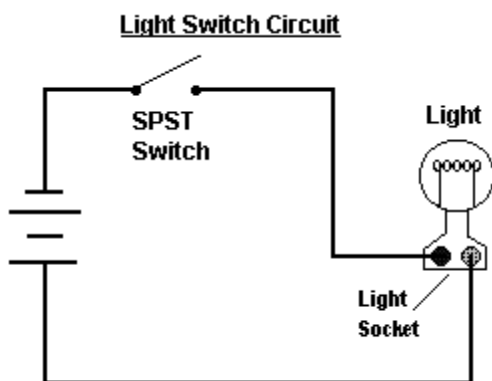 Light Switch Circuit
SPST
Switch
Light
Light
Socket